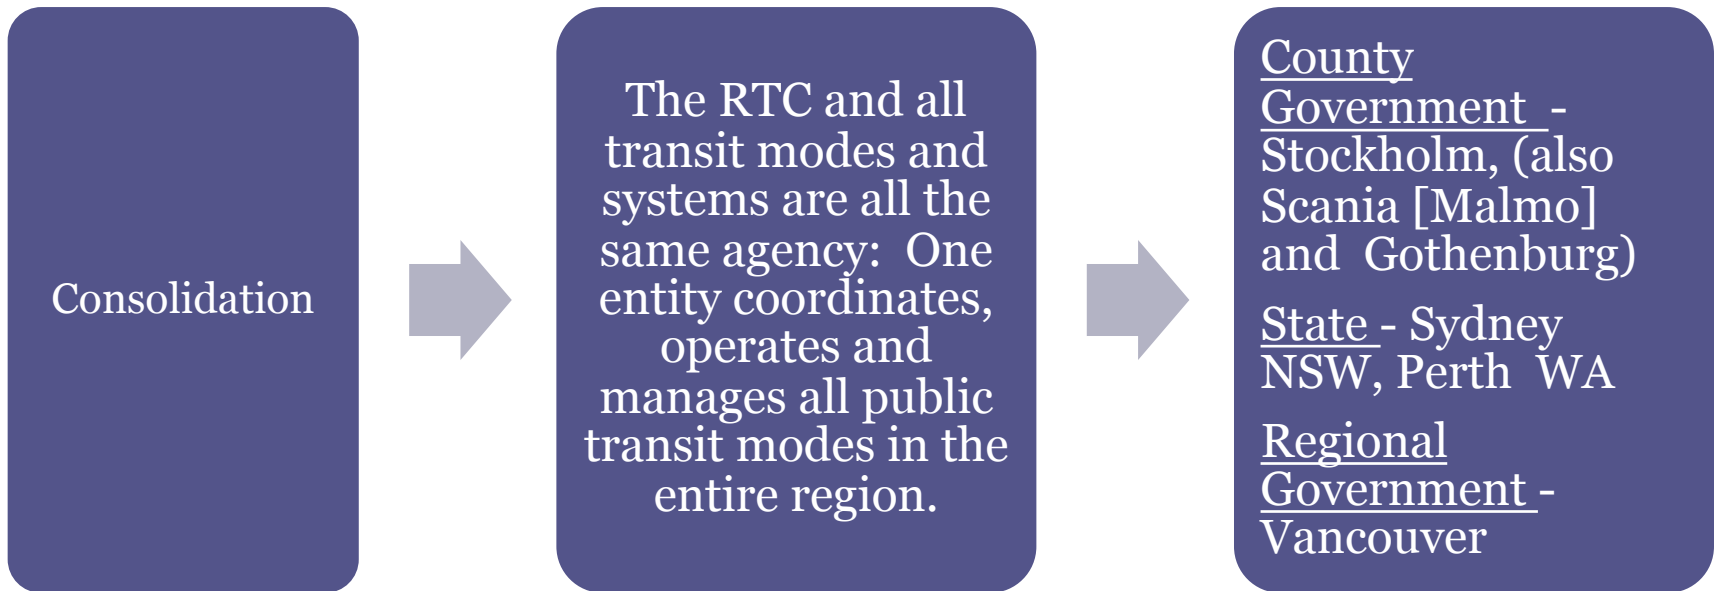 Consolidation
The RTC and all
transit modes and
systems are all the
same agency:  One
entity coordinates,
operates and
manages all public
transit modes in the
entire region.
County
Government  -
Stockholm, (also
Scania [Malmo]
and  Gothenburg)
State - Sydney
NSW, Perth  WA
Regional
Government -
Vancouver